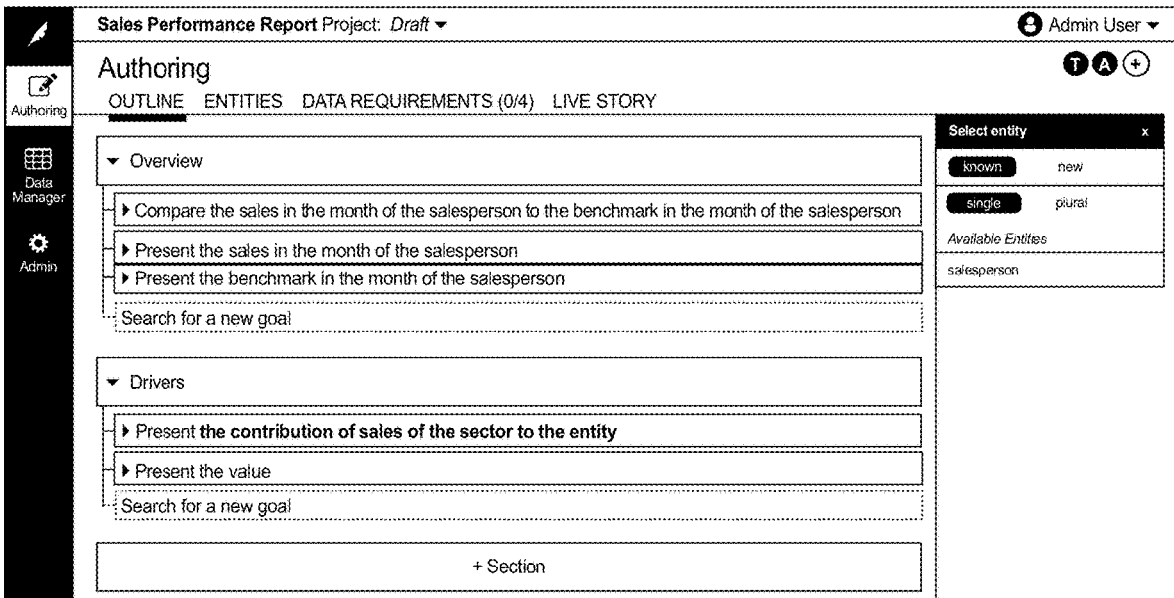 Sales Performance Report Project: Draft
Admin User
Authoring
T A +
OUTLINE ENTITIES DATA REQUIREMENTS (0/4) LIVE STORY
Authoring
Data
Manager
Admin
Overview
Compare the sales in the month of the salesperson to the benchmark in the month of the salesperson
Present the sales in the month of the salesperson
Present the benchmark in the month of the salesperson
Search for a new goal
Drivers
Present the contribution of sales of the sector to the entity
Present the value
Search for a new goal
+ Section
Select entity x
known new
single plural
Available Entities
salesperson